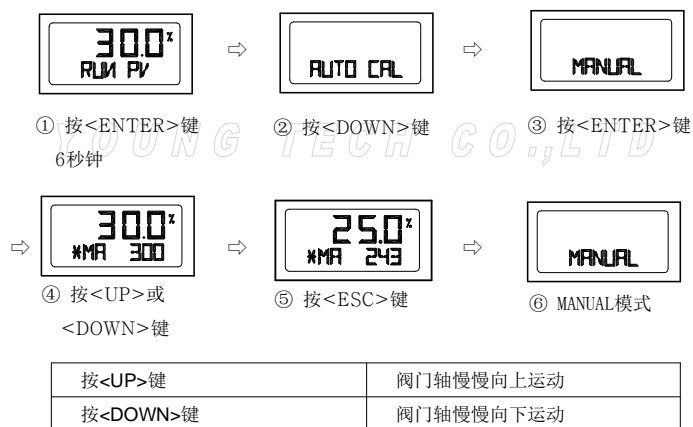 30.0%
RUN PV
AUTO CAL
MANUAL
① 按<ENTER>键
6秒钟
② 按<DOWN>键
③ 按<ENTER>键
YOUNG TECH CO.,LTD
30.0%
*MA 300
25.0%
*MA 243
MANUAL
④ 按<UP>或
<DOWN>键
⑤ 按<ESC>键
⑥ MANUAL模式
按<UP>键 阀门轴慢慢向上运动
按<DOWN>键 阀门轴慢慢向下运动